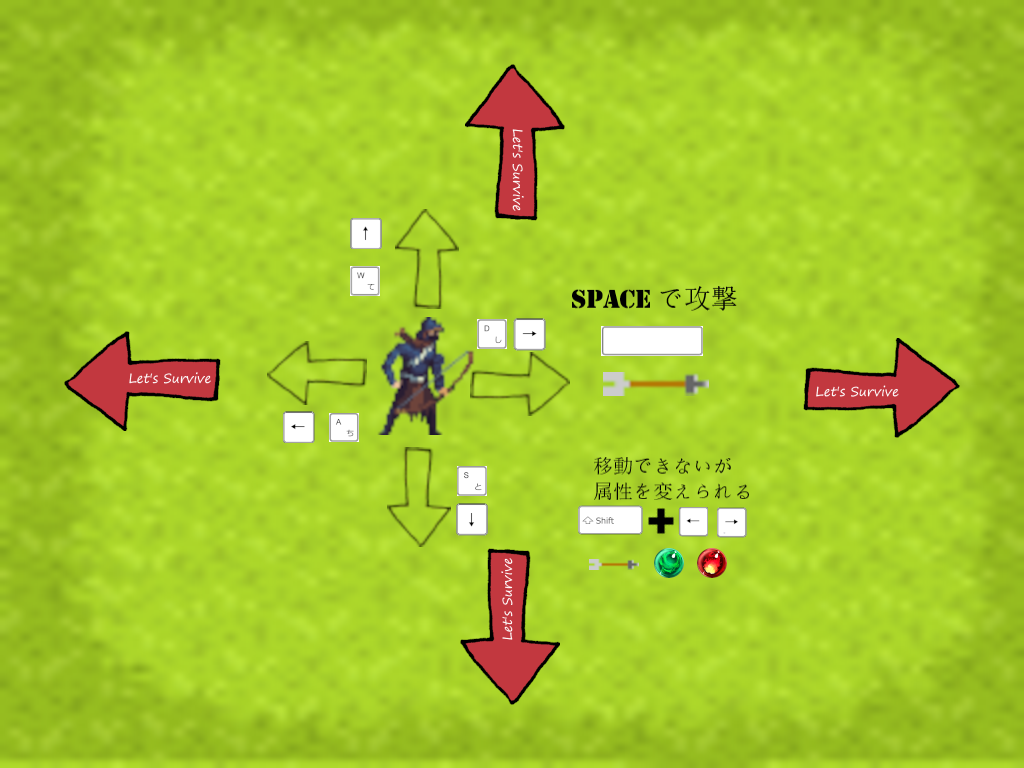 Let's Survive
↑
W て
SPACE で攻撃
D し
→
Let's Survive
Let's Survive
←
A ち
移動できないが
属性を変えられる
S と
↓
Shift + ← →
Let's Survive